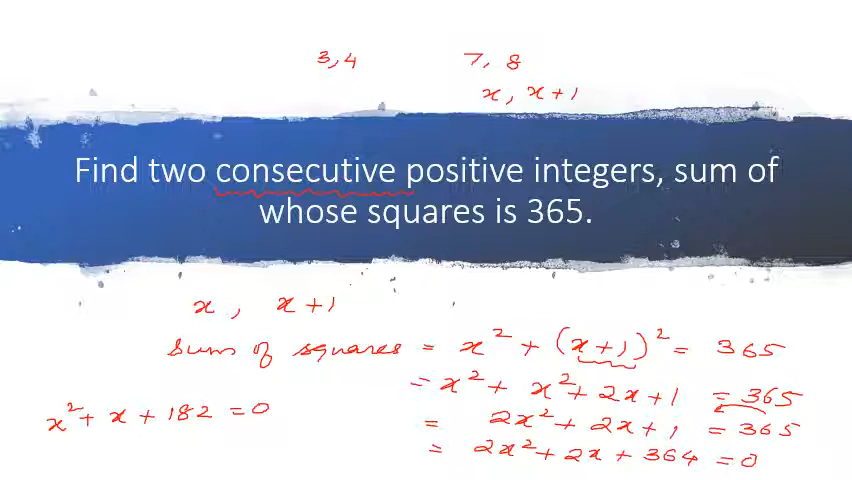 3, 4 7, 8
x, x+1
Find two consecutive positive integers, sum of
whose squares is 365.
x, x+1
Sum of squares = x² + (x+1)² = 365
= x² + x² + 2x + 1 = 365
x² + x + 182 = 0
= 2x² + 2x + 1 = 365
= 2x² + 2x + 364 = 0